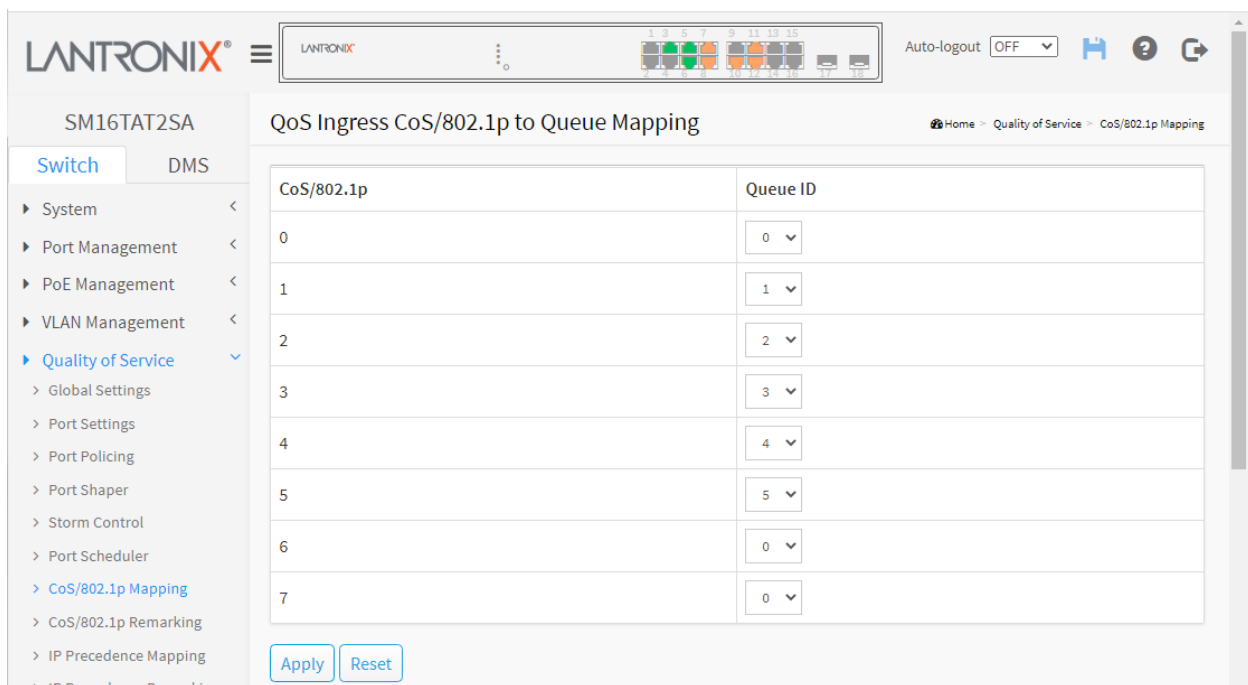 LANTRONIX®
LANTRONIX
1 3 5 7 9 11 13 15
2 4 6 8 10 12 14 16 17 18
Auto-logout OFF
SM16TAT2SA
Switch DMS
System
Port Management
PoE Management
VLAN Management
Quality of Service
Global Settings
Port Settings
Port Policing
Port Shaper
Storm Control
Port Scheduler
CoS/802.1p Mapping
CoS/802.1p Remarking
IP Precedence Mapping
QoS Ingress CoS/802.1p to Queue Mapping
Home > Quality of Service > CoS/802.1p Mapping
CoS/802.1p Queue ID
0 0
1 1
2 2
3 3
4 4
5 5
6 0
7 0
Apply Reset